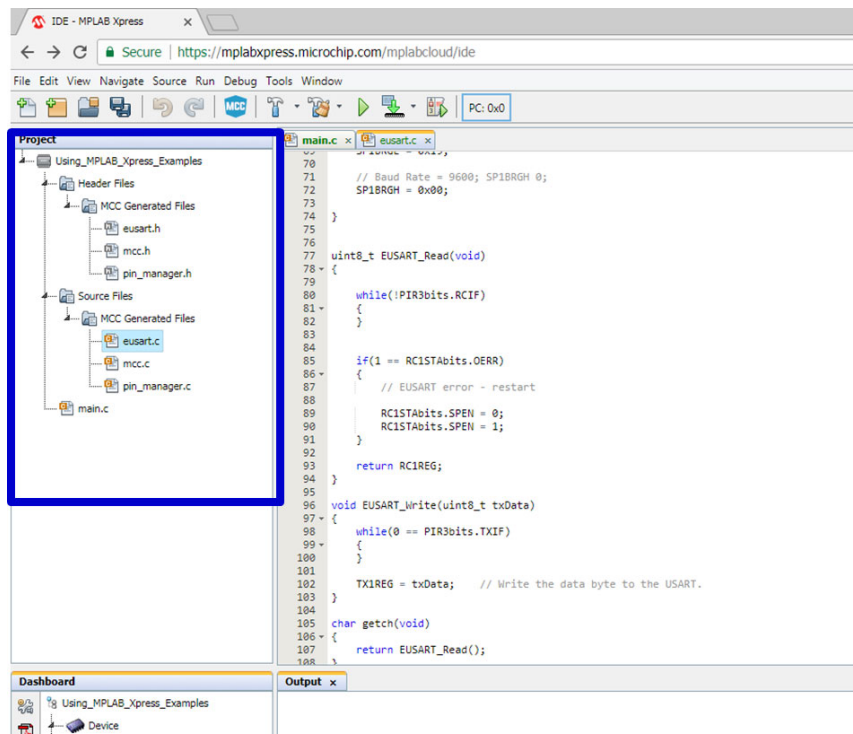 IDE - MPLAB Xpress
Secure | https://mplabxpress.microchip.com/mplabcloud/ide
File Edit View Navigate Source Run Debug Tools Window
MCC PC: 0x0
Project
Using_MPLAB_Xpress_Examples
Header Files
MCC Generated Files
eusart.h
mcc.h
pin_manager.h
Source Files
MCC Generated Files
eusart.c
mcc.c
pin_manager.c
main.c
main.c x eusart.c x
69 SP1BRGL = 0x19;
70
71 // Baud Rate = 9600; SP1BRGH 0;
72 SP1BRGH = 0x00;
73
74 }
75
76
77 uint8_t EUSART_Read(void)
78 {
79
80 while(!PIR3bits.RCIF)
81 {
82 }
83
84
85 if(1 == RC1STAbits.OERR)
86 {
87 // EUSART error - restart
88
89 RC1STAbits.SPEN = 0;
90 RC1STAbits.SPEN = 1;
91 }
92
93 return RC1REG;
94 }
95
96 void EUSART_Write(uint8_t txData)
97 {
98 while(0 == PIR3bits.TXIF)
99 {
100 }
101
102 TX1REG = txData; // Write the data byte to the USART.
103 }
104
105 char getch(void)
106 {
107 return EUSART_Read();
108 }
Dashboard
Using_MPLAB_Xpress_Examples
Device
Output x